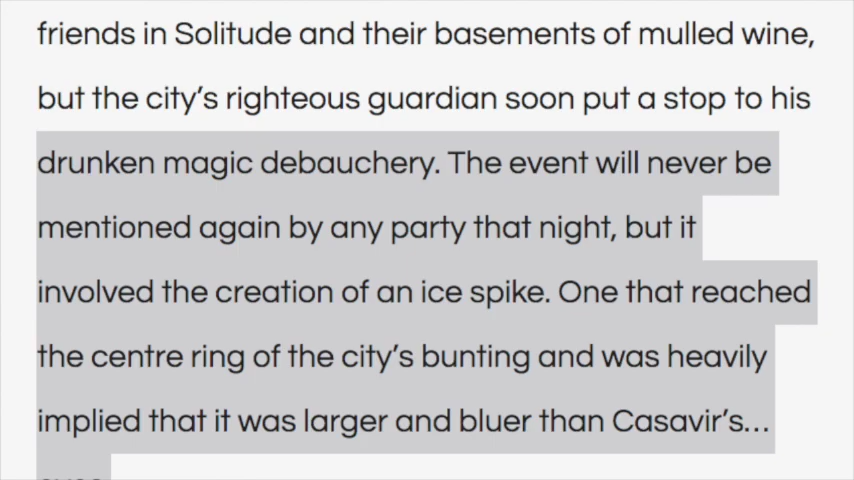 friends in Solitude and their basements of mulled wine,
but the city’s righteous guardian soon put a stop to his
drunken magic debauchery. The event will never be
mentioned again by any party that night, but it
involved the creation of an ice spike. One that reached
the centre ring of the city’s bunting and was heavily
implied that it was larger and bluer than Casavir’s…